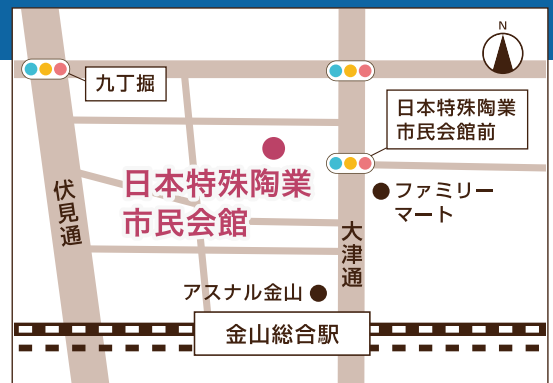 N
九丁掘
日本特殊陶業
市民会館前
日本特殊陶業
市民会館
伏見通
ファミリー
マート
大津通
アスナル金山
金山総合駅